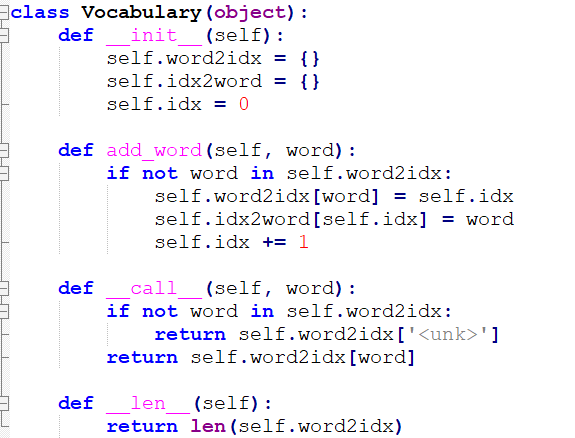 class Vocabulary(object):
    def __init__(self):
        self.word2idx = {}
        self.idx2word = {}
        self.idx = 0

    def add_word(self, word):
        if not word in self.word2idx:
            self.word2idx[word] = self.idx
            self.idx2word[self.idx] = word
            self.idx += 1

    def __call__(self, word):
        if not word in self.word2idx:
            return self.word2idx['<unk>']
        return self.word2idx[word]

    def __len__(self):
        return len(self.word2idx)